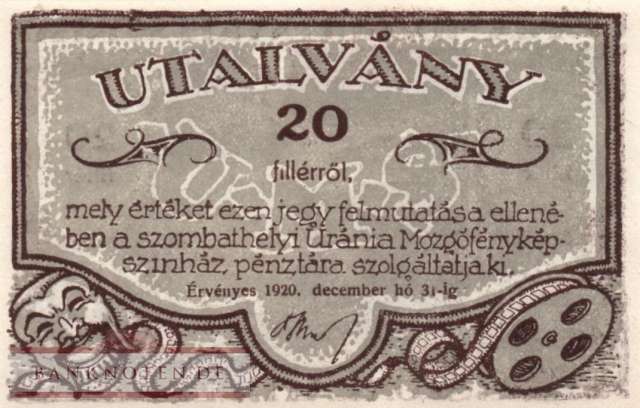 UTALVÁNY
20
fillérről,
mely értéket ezen jegy felmutatása ellené-
ben a szombathelyi Uránia Mozgófénykép-
szinház, pénztára szolgáltatja ki.
Érvényes 1920. december hó 31-ig
BANKNOTEN.DE